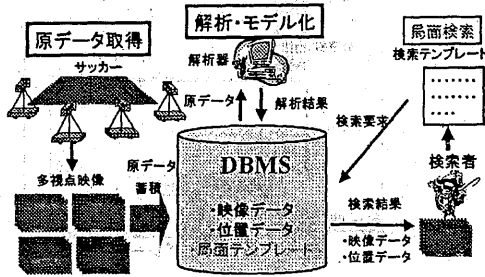 原データ取得
サッカー
多視点映像
原データ
蓄積
解析・モデル化
解析器
原データ
解析結果
DBMS
・映像データ
・位置データ
・局面テンプレート
局面検索
検索テンプレート
検索要求
検索者
検索結果
・映像データ
・位置データ